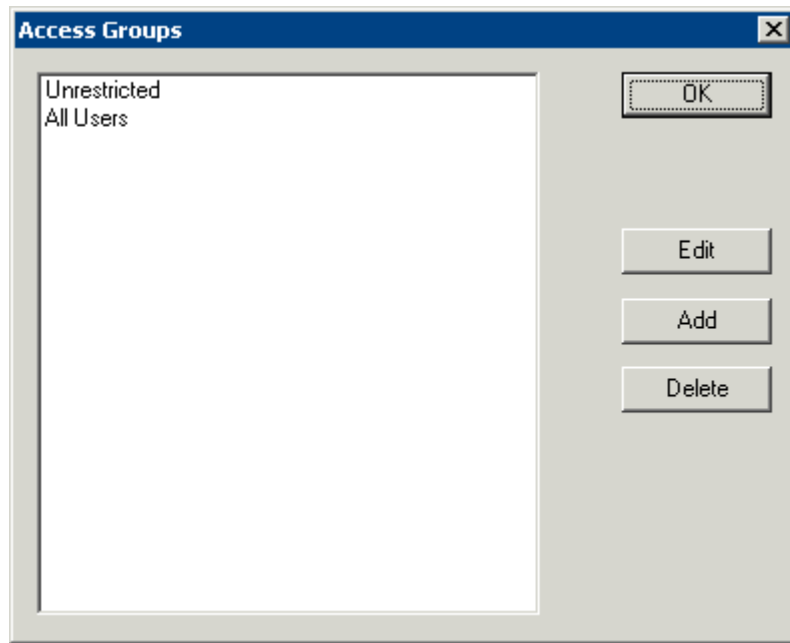 Access Groups
Unrestricted
All Users
OK
Edit
Add
Delete